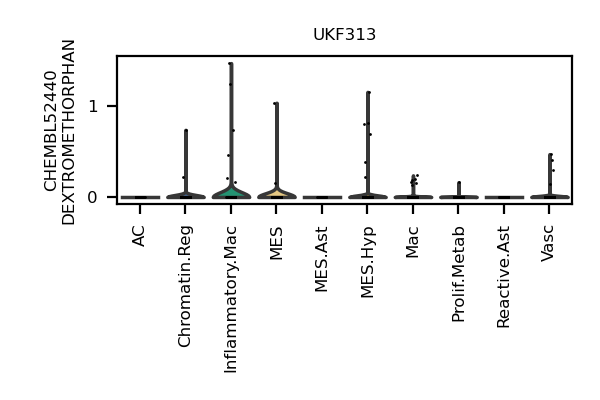 UKF313
CHEMBL52440
DEXTROMETHORPHAN
1
0
AC
Chromatin.Reg
Inflammatory.Mac
MES
MES.Ast
MES.Hyp
Mac
Prolif.Metab
Reactive.Ast
Vasc